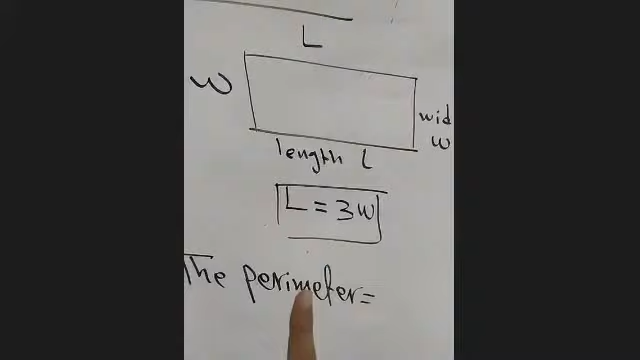 L
W
wid
w
length L
L = 3w
The perimeter=